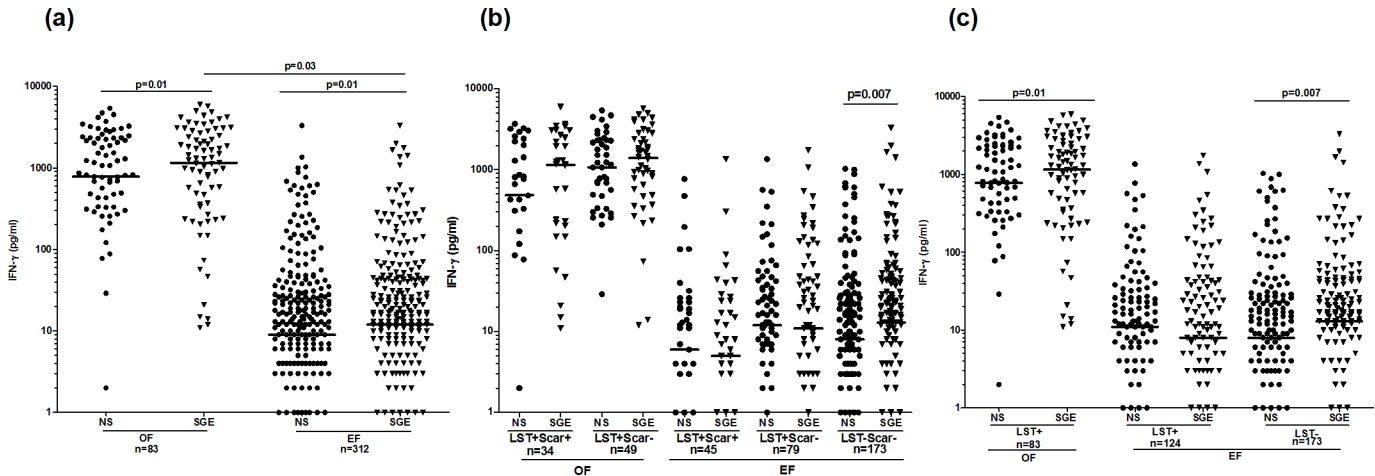 (a)
p=0.03
p=0.01
p=0.01
10000
1000
100
10
1
IFN-γ (pg/ml)
NS
SGE
NS
SGE
OF
n=83
EF
n=312
(b)
p=0.007
10000
1000
100
10
1
IFN-γ (pg/ml)
NS
SGE
NS
SGE
NS
SGE
NS
SGE
NS
SGE
LST+Scar+
n=34
LST+Scar-
n=49
LST+Scar+
n=45
LST+Scar-
n=79
LST-Scar-
n=173
OF
EF
(c)
p=0.01
p=0.007
10000
1000
100
10
1
IFN-γ (pg/ml)
NS
SGE
NS
SGE
NS
SGE
LST+
n=83
LST+
n=124
LST-
n=173
OF
EF